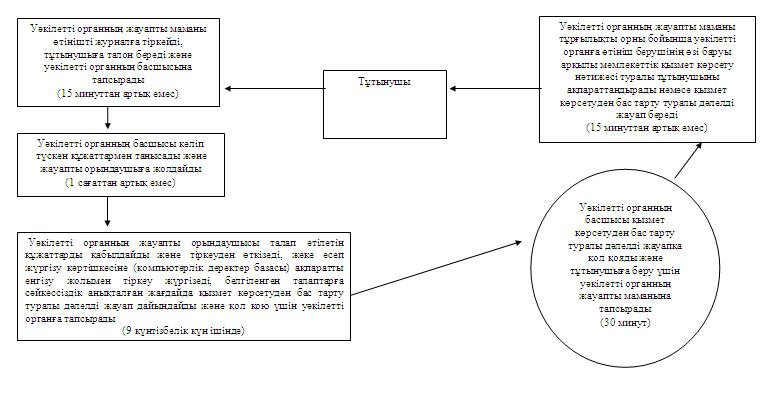 Уәкілетті органның жауапты маманы
өтінішті журналға тіркейді,
тұтынушыға талон береді және
уәкілетті органның басшысына
тапсырады
(15 минуттан артық емес)
Уәкілетті органның басшысы келіп
түскен құжаттармен танысады және
жауапты орындаушыға жолдайды
(1 сағаттан артық емес)
Уәкілетті органның жауапты орындаушысы талап етілетін
құжаттарды қабылдайды және тіркеуден өткізеді, жеке есеп
жүргізу кәртішкесіне (компьютерлік деректер базасы) ақпаратты
енгізу жолымен тіркеу жүргізеді, белгіленген талаптарға
сәйкессіздік анықталған жағдайда қызмет көрсетуден бас тарту
туралы дәлелді жауап дайындайды және қол қою үшін уәкілетті
органға тапсырады
(9 күнтізбелік күн ішінде)
Тұтынушы
Уәкілетті органның жауапты маманы
тұрғылықты орны бойынша уәкілетті
органға өтініш берушінің өзі баруы
арқылы мемлекеттік қызмет көрсету
нәтижесі туралы тұтынушыны
ақпараттандырады немесе қызмет
көрсетуден бас тарту туралы дәлелді
жауап береді
(15 минуттан артық емес)
Уәкілетті органның
басшысы қызмет
көрсетуден бас тарту
туралы дәлелді жауапқа
қол қояды және
тұтынушыға беру үшін
уәкілетті органның
жауапты маманына
тапсырады
(30 минут)